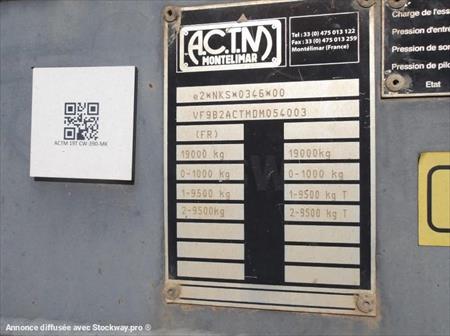 ACTM 19T CW-390-MK
A.C.T.M
MONTELIMAR
Tel : 33 (0) 475 013 122
Fax : 33 (0) 475 013 259
Montélimar (France)
e2*NKS*0346*00
VF9B2ACTMDM054003
(FR)
19000 kg 19000kg
0-1000 kg 0-1000 kg
1-9500 kg 1-9500 kg T
2-9500kg 2-9500 kg T
Charge de l'ess
Pression d'entré
Pression de so
Pression de pilo
Etat
Annonce diffusée avec Stockway.pro ®